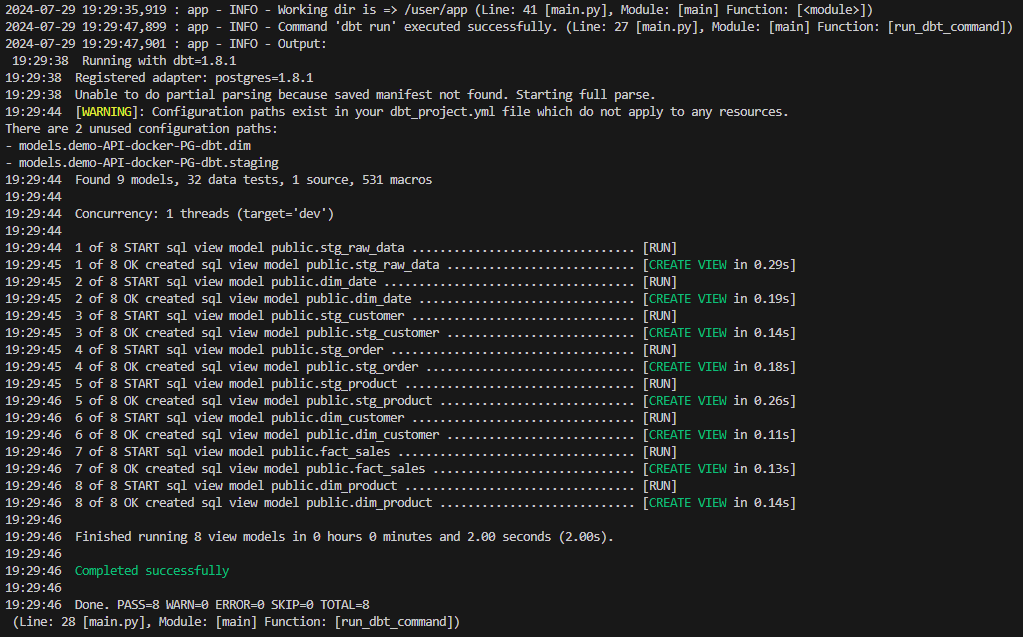 2024-07-29 19:29:35,919 : app - INFO - Working dir is => /user/app (Line: 41 [main.py], Module: [main] Function: [<module>])
2024-07-29 19:29:47,899 : app - INFO - Command 'dbt run' executed successfully. (Line: 27 [main.py], Module: [main] Function: [run_dbt_command])
2024-07-29 19:29:47,901 : app - INFO - Output:
19:29:38  Running with dbt=1.8.1
19:29:38  Registered adapter: postgres=1.8.1
19:29:38  Unable to do partial parsing because saved manifest not found. Starting full parse.
19:29:44  [WARNING]: Configuration paths exist in your dbt_project.yml file which do not apply to any resources.
There are 2 unused configuration paths:
- models.demo-API-docker-PG-dbt.dim
- models.demo-API-docker-PG-dbt.staging
19:29:44  Found 9 models, 32 data tests, 1 source, 531 macros
19:29:44
19:29:44  Concurrency: 1 threads (target='dev')
19:29:44
19:29:44  1 of 8 START sql view model public.stg_raw_data ................................ [RUN]
19:29:45  1 of 8 OK created sql view model public.stg_raw_data ........................... [CREATE VIEW in 0.29s]
19:29:45  2 of 8 START sql view model public.dim_date .................................... [RUN]
19:29:45  2 of 8 OK created sql view model public.dim_date ............................... [CREATE VIEW in 0.19s]
19:29:45  3 of 8 START sql view model public.stg_customer ................................ [RUN]
19:29:45  3 of 8 OK created sql view model public.stg_customer ........................... [CREATE VIEW in 0.14s]
19:29:45  4 of 8 START sql view model public.stg_order ................................... [RUN]
19:29:45  4 of 8 OK created sql view model public.stg_order .............................. [CREATE VIEW in 0.18s]
19:29:45  5 of 8 START sql view model public.stg_product ................................. [RUN]
19:29:46  5 of 8 OK created sql view model public.stg_product ............................ [CREATE VIEW in 0.26s]
19:29:46  6 of 8 START sql view model public.dim_customer ................................ [RUN]
19:29:46  6 of 8 OK created sql view model public.dim_customer ........................... [CREATE VIEW in 0.11s]
19:29:46  7 of 8 START sql view model public.fact_sales .................................. [RUN]
19:29:46  7 of 8 OK created sql view model public.fact_sales ............................. [CREATE VIEW in 0.13s]
19:29:46  8 of 8 START sql view model public.dim_product ................................. [RUN]
19:29:46  8 of 8 OK created sql view model public.dim_product ............................ [CREATE VIEW in 0.14s]
19:29:46
19:29:46  Finished running 8 view models in 0 hours 0 minutes and 2.00 seconds (2.00s).
19:29:46
19:29:46  Completed successfully
19:29:46
19:29:46  Done. PASS=8 WARN=0 ERROR=0 SKIP=0 TOTAL=8
(Line: 28 [main.py], Module: [main] Function: [run_dbt_command])